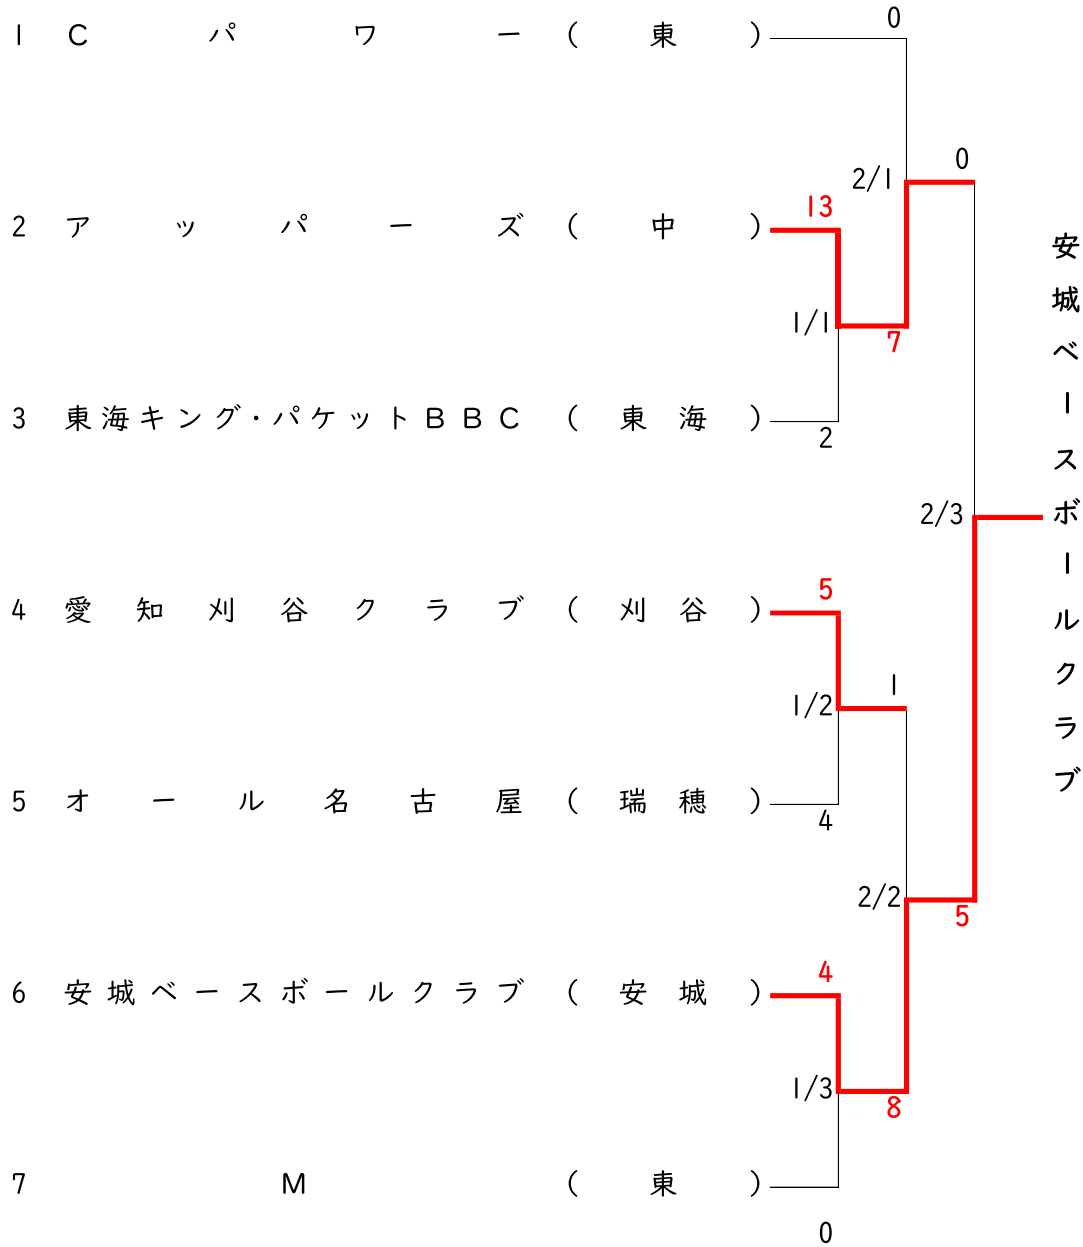 0
1 C パ ワ ー ( 東 )
0
2/1
13
2 ア ッ パ ー ズ ( 中 )
1/1
7
3 東海キング・パケットBBC ( 東 海 )
2
2/3
安城ベースボールクラブ
5
4 愛 知 刈 谷 ク ラ ブ ( 刈 谷 )
1
1/2
5 オ ー ル 名 古 屋 ( 瑞 穂 )
4
2/2
5
4
6 安城ベースボールクラブ ( 安 城 )
1/3
8
7 M ( 東 )
0